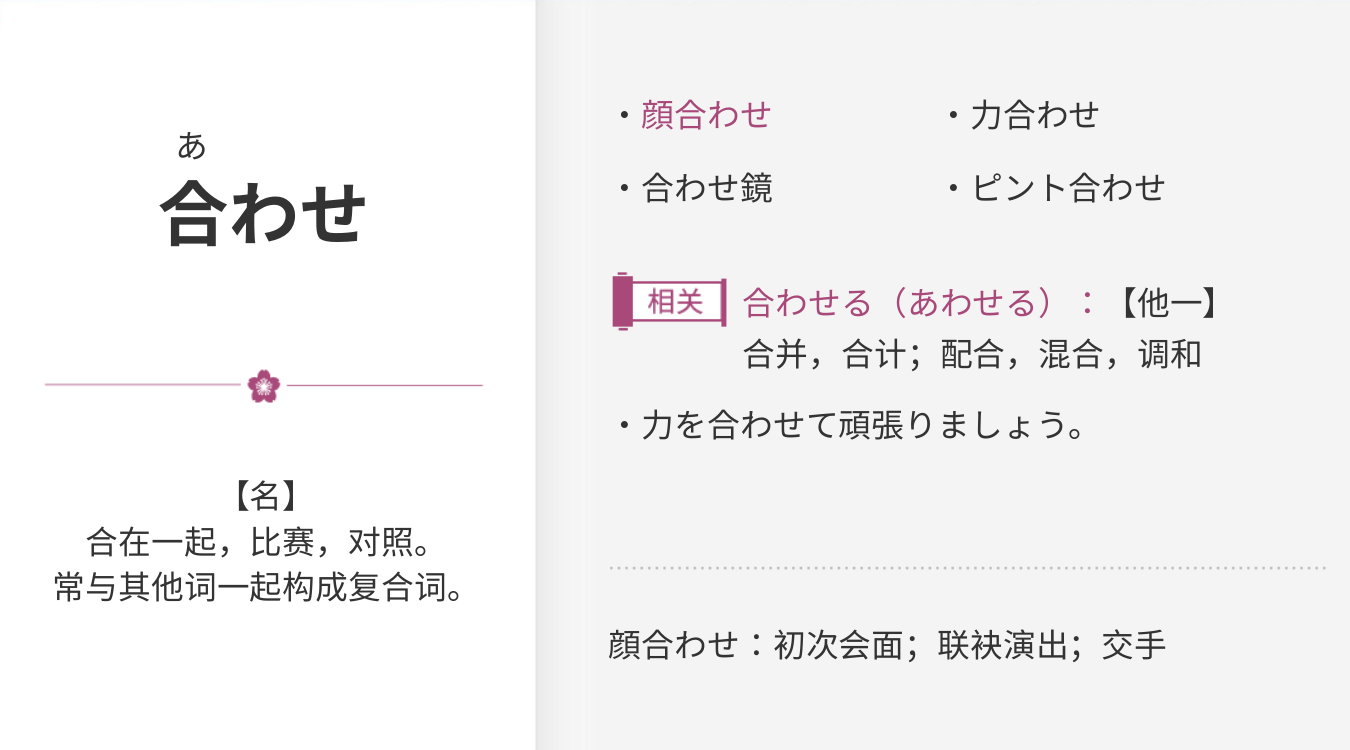 あ
合わせ
【名】
合在一起，比赛，对照。
常与其他词一起构成复合词。
・顔合わせ
・力合わせ
・合わせ鏡
・ピント合わせ
相关 合わせる（あわせる）：【他一】
合并，合计；配合，混合，调和
・力を合わせて頑張りましょう。
顔合わせ：初次会面；联袂演出；交手